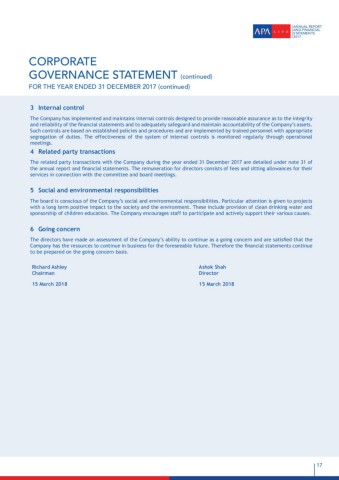 APA LIFE
ANNUAL REPORT
AND FINANCIAL
STATEMENTS
2017
CORPORATE
GOVERNANCE STATEMENT (continued)
FOR THE YEAR ENDED 31 DECEMBER 2017 (continued)
3 Internal control
The Company has implemented and maintains internal controls designed to provide reasonable assurance as to the integrity
and reliability of the financial statements and to adequately safeguard and maintain accountability of the Company's assets.
Such controls are based on established policies and procedures and are implemented by trained personnel with appropriate
segregation of duties. The effectiveness of the system of internal controls is monitored regularly through operational
meetings.
4 Related party transactions
The related party transactions with the Company during the year ended 31 December 2017 are detailed under note 31 of
the annual report and financial statements. The remuneration for directors consists of fees and sitting allowances for their
services in connection with the committee and board meetings.
5 Social and environmental responsibilities
The board is conscious of the Company's social and environmental responsibilities. Particular attention is given to projects
with a long term positive impact to the society and the environment. These include provision of clean drinking water and
sponsorship of children education. The Company encourages staff to participate and actively support their various causes.
6 Going concern
The directors have made an assessment of the Company's ability to continue as a going concern and are satisfied that the
Company has the resources to continue in business for the foreseeable future. Therefore the financial statements continue
to be prepared on the going concern basis.
Richard Ashley Ashok Shah
Chairman Director
15 March 2018 15 March 2018
17